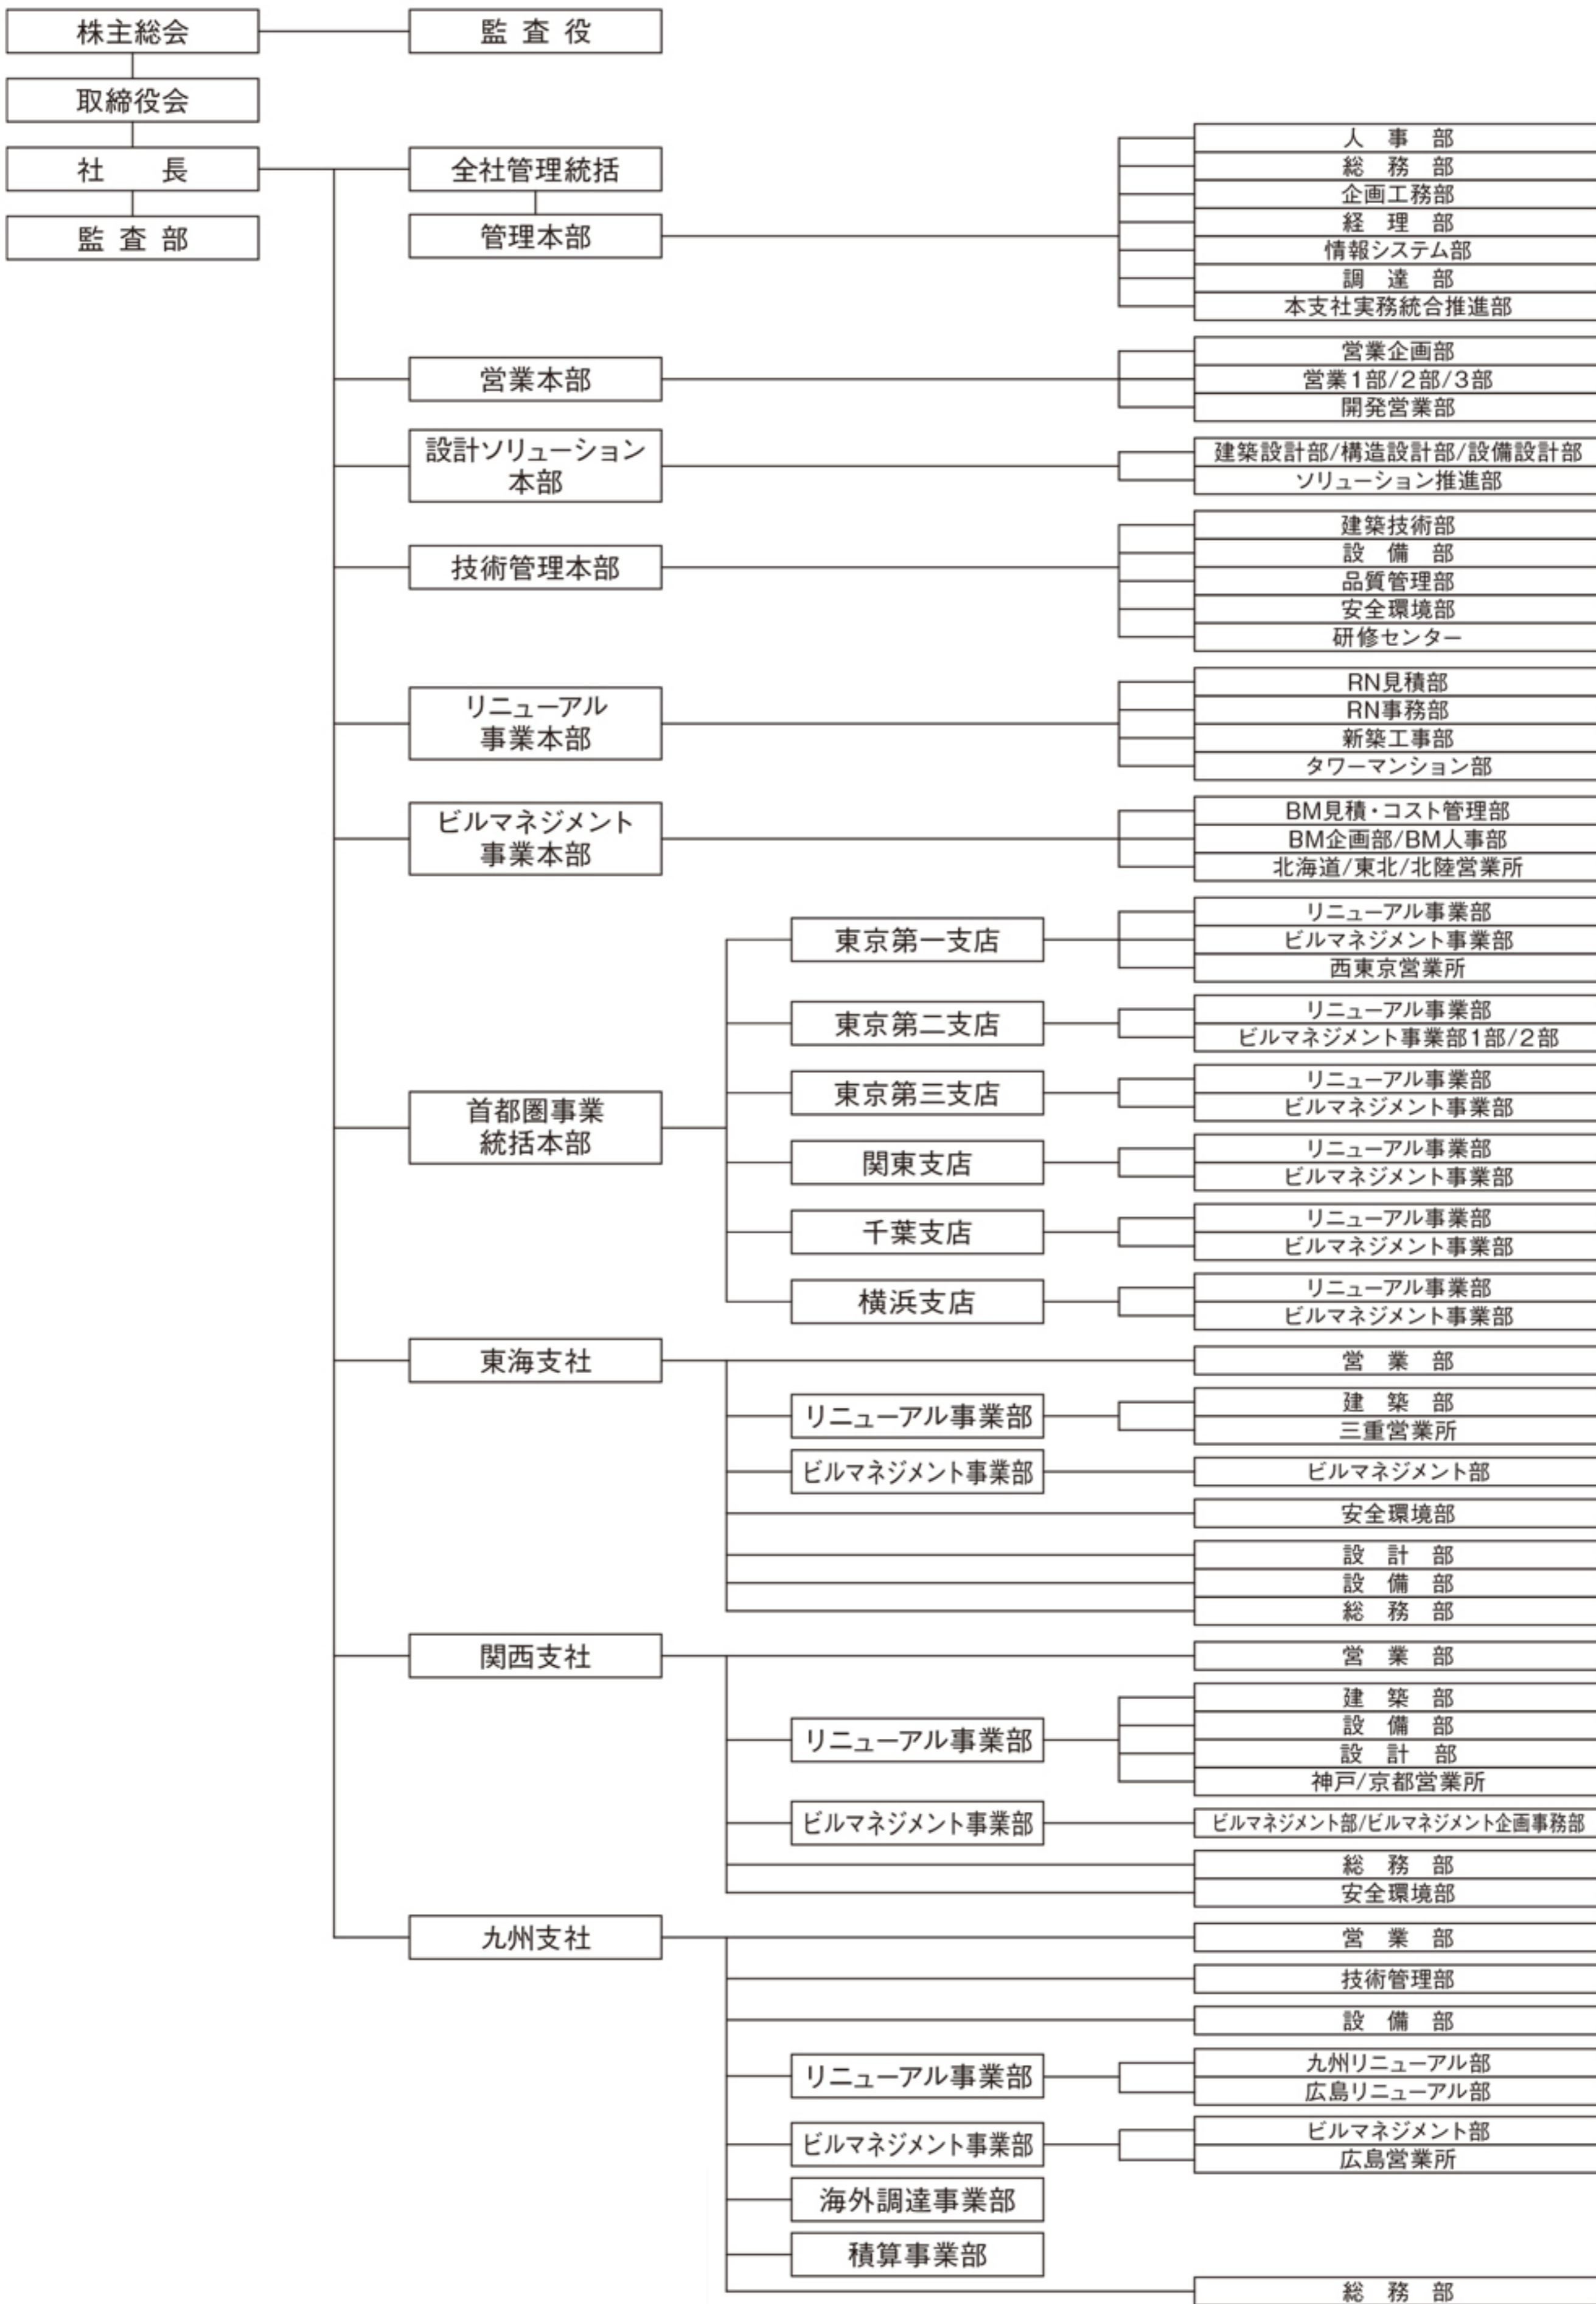 株主総会
監査役
取締役会
社長
全社管理統括
監査部
管理本部
人事部
総務部
企画工務部
経理部
情報システム部
調達部
本支社実務統合推進部
営業本部
営業企画部
営業1部/2部/3部
開発営業部
設計ソリューション
本部
建築設計部/構造設計部/設備設計部
ソリューション推進部
技術管理本部
建築技術部
設備部
品質管理部
安全環境部
研修センター
リニューアル
事業本部
RN見積部
RN事務部
新築工事部
タワーマンション部
ビルマネジメント
事業本部
BM見積・コスト管理部
BM企画部/BM人事部
北海道/東北/北陸営業所
首都圏事業
統括本部
東京第一支店
リニューアル事業部
ビルマネジメント事業部
西東京営業所
東京第二支店
リニューアル事業部
ビルマネジメント事業部1部/2部
東京第三支店
リニューアル事業部
ビルマネジメント事業部
関東支店
リニューアル事業部
ビルマネジメント事業部
千葉支店
リニューアル事業部
ビルマネジメント事業部
横浜支店
リニューアル事業部
ビルマネジメント事業部
東海支社
営業部
リニューアル事業部
建築部
三重営業所
ビルマネジメント事業部
ビルマネジメント部
安全環境部
設計部
設備部
総務部
関西支社
営業部
リニューアル事業部
建築部
設備部
設計部
神戸/京都営業所
ビルマネジメント事業部
ビルマネジメント部/ビルマネジメント企画事務部
総務部
安全環境部
九州支社
営業部
技術管理部
設備部
リニューアル事業部
九州リニューアル部
広島リニューアル部
ビルマネジメント事業部
ビルマネジメント部
広島営業所
海外調達事業部
積算事業部
総務部